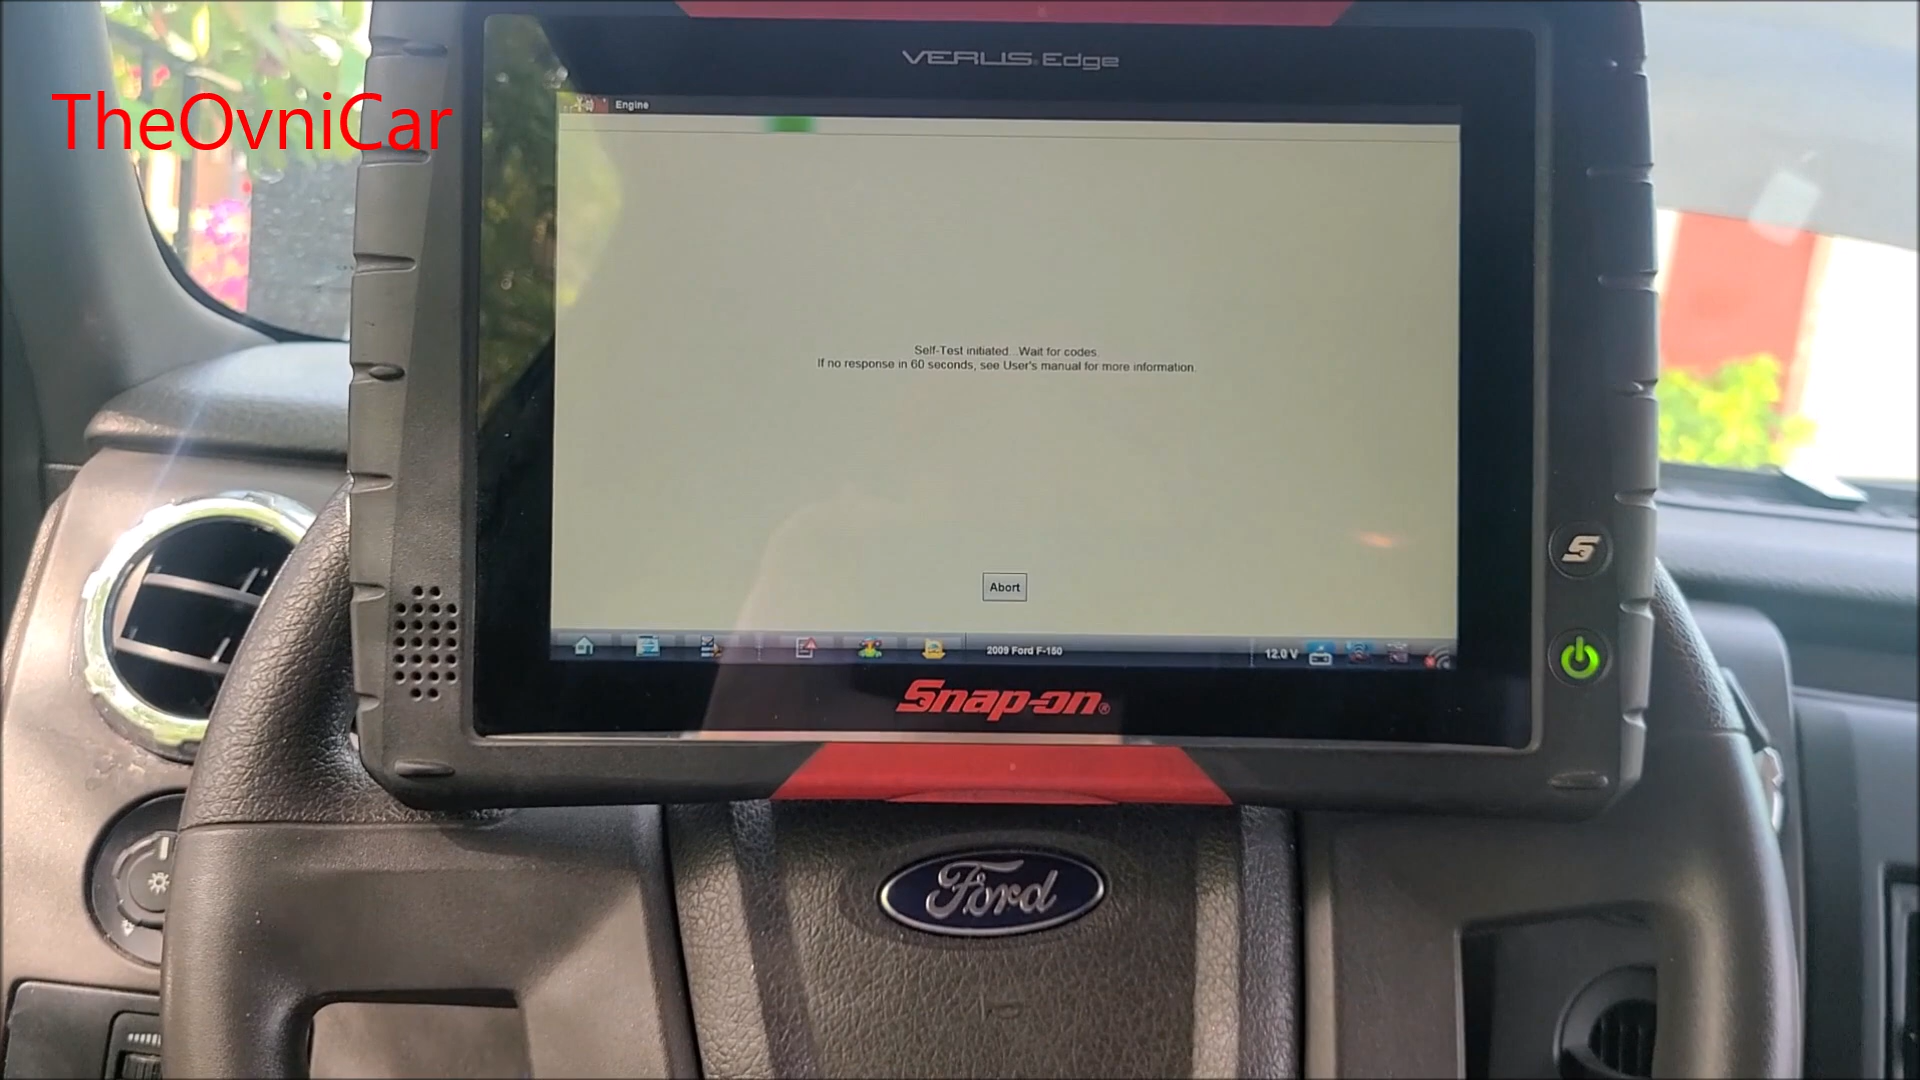 VERUS Edge
TheOvniCar
Engine
Self-Test initiated...Wait for codes.
If no response in 60 seconds, see User's manual for more information.
Abort
2009 Ford F-150
12.0 V
Snap-on®
S
Ford